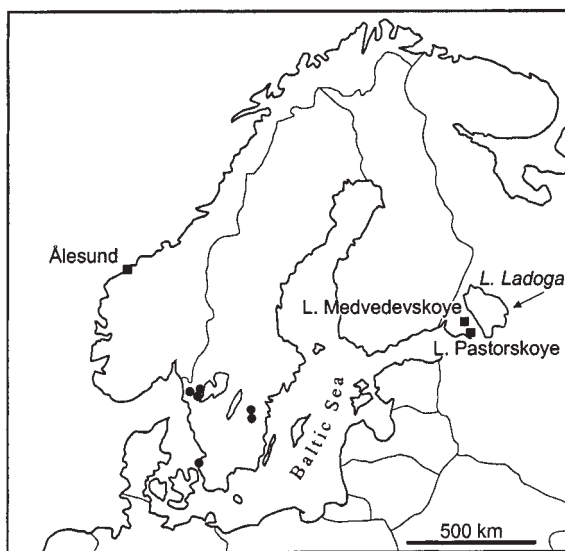 Ålesund
L. Ladoga
L. Medvedevskoye
L. Pastorskoye
Baltic Sea
500 km